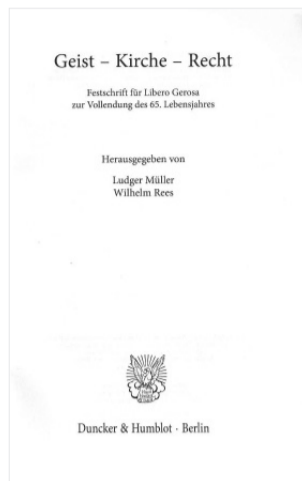 Geist – Kirche – Recht
Festschrift für Libero Gerosa
zur Vollendung des 65. Lebensjahres
Herausgegeben von
Ludger Müller
Wilhelm Rees
Duncker & Humblot · Berlin